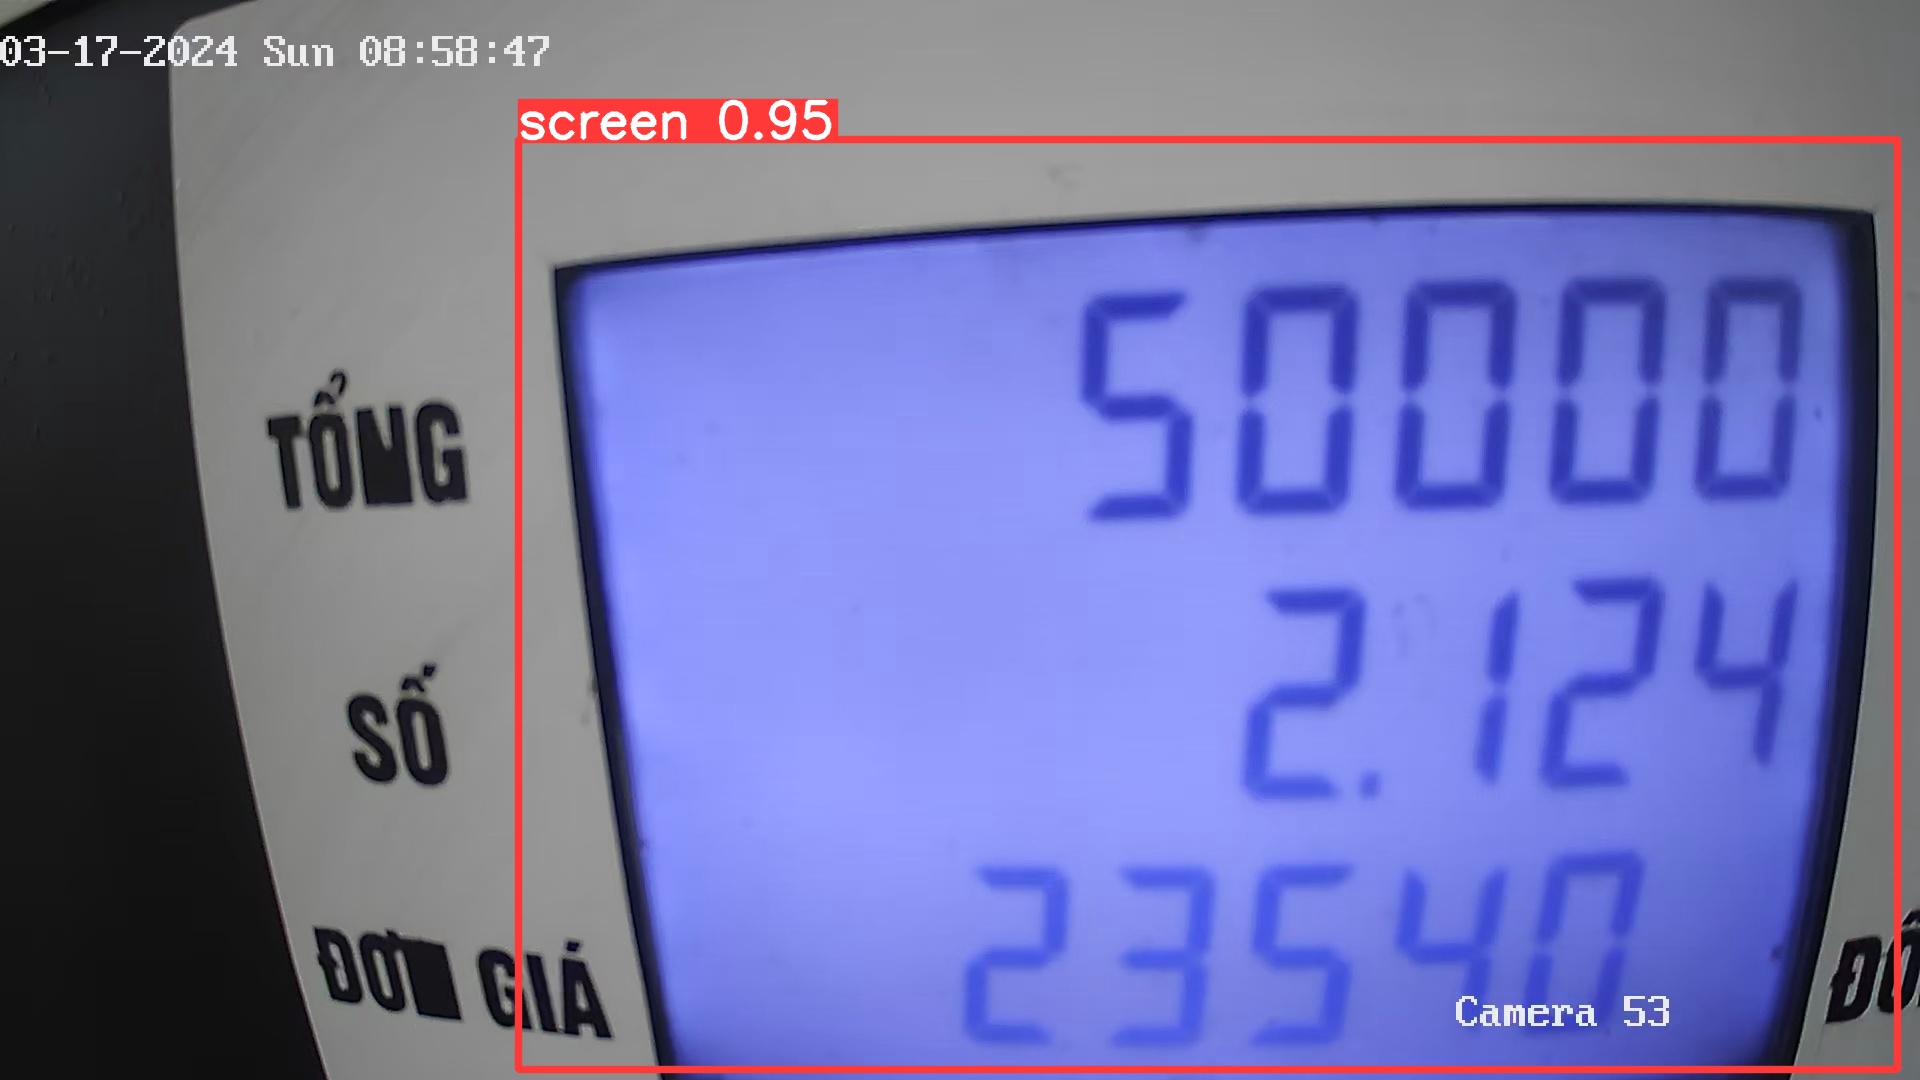 03-17-2024 Sun 08:58:47
screen 0.95
TỔNG 50000
SỐ 2.124
ĐƠN GIÁ 23540
Camera 53